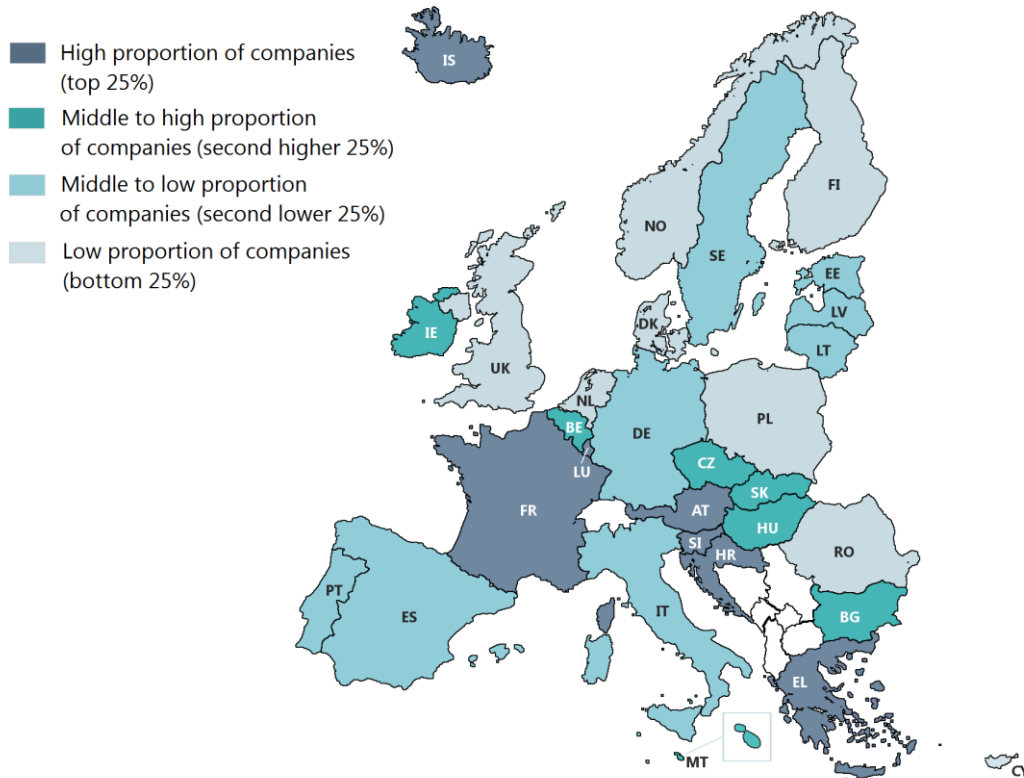 High proportion of companies
(top 25%)
Middle to high proportion
of companies (second higher 25%)
Middle to low proportion
of companies (second lower 25%)
Low proportion of companies
(bottom 25%)
IS
FI
NO
SE
EE
LV
LT
DK
IE
UK
NL
PL
BE
DE
LU
CZ
SK
FR
AT
HU
SI
HR
RO
PT
ES
IT
BG
EL
MT